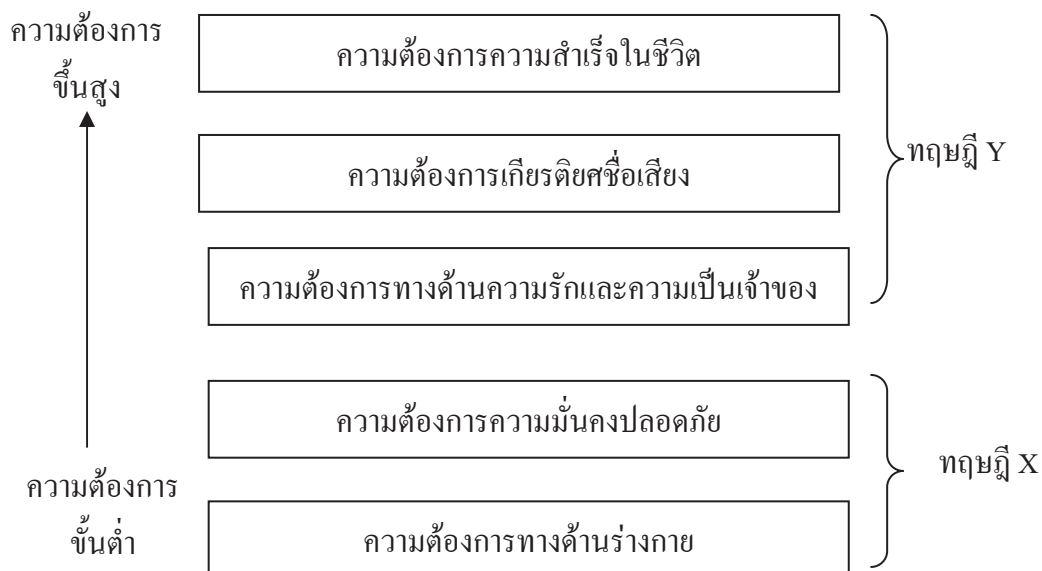 ความต้องการ
ขึ้นสูง
ความต้องการความสำเร็จในชีวิต
ความต้องการเกียรติยศชื่อเสียง
ทฤษฎี Y
ความต้องการทางด้านความรักและความเป็นเจ้าของ
ความต้องการความมั่นคงปลอดภัย
ทฤษฎี X
ความต้องการ
ขั้นต่ำ
ความต้องการทางด้านร่างกาย